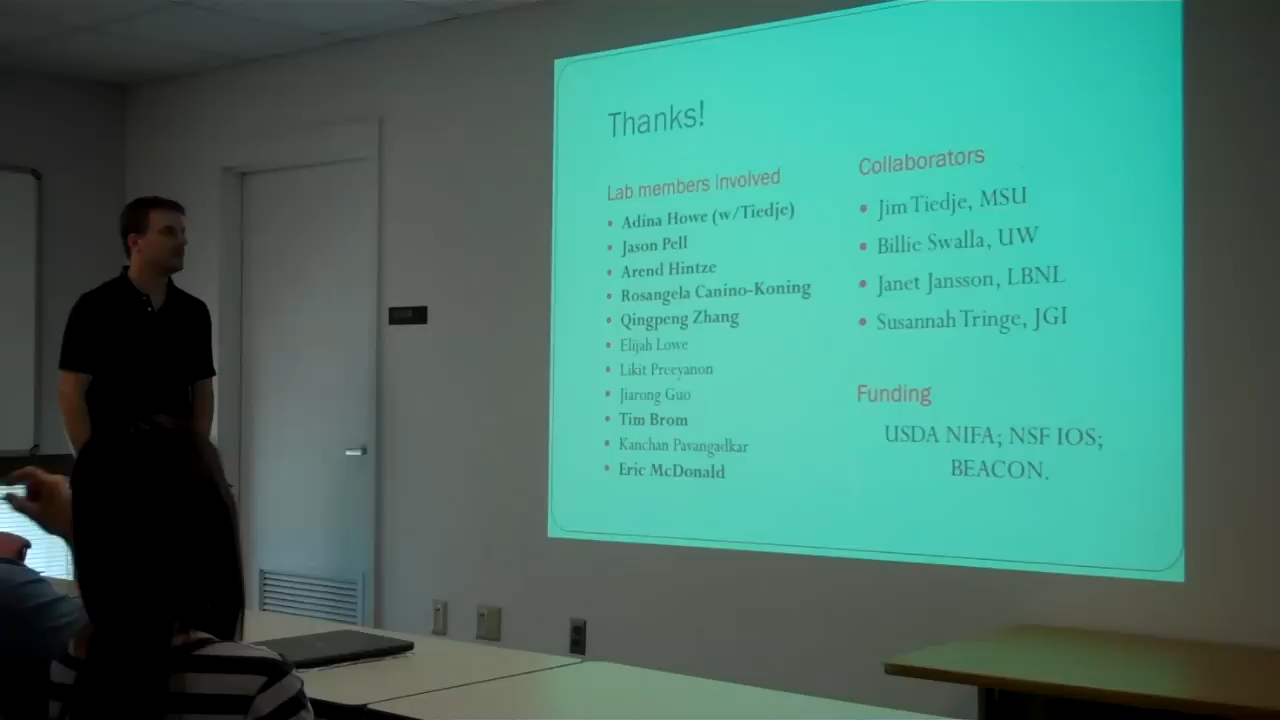 Thanks!
Lab members involved
• Adina Howe (w/Tiedje)
• Jason Pell
• Arend Hintze
• Rosangela Canino-Koning
• Qingpeng Zhang
• Elijah Lowe
• Likit Preeyanon
• Jiarong Guo
• Tim Brom
• Kanchan Pavangadkar
• Eric McDonald
Collaborators
• Jim Tiedje, MSU
• Billie Swalla, UW
• Janet Jansson, LBNL
• Susannah Tringe, JGI
Funding
USDA NIFA; NSF IOS;
BEACON.